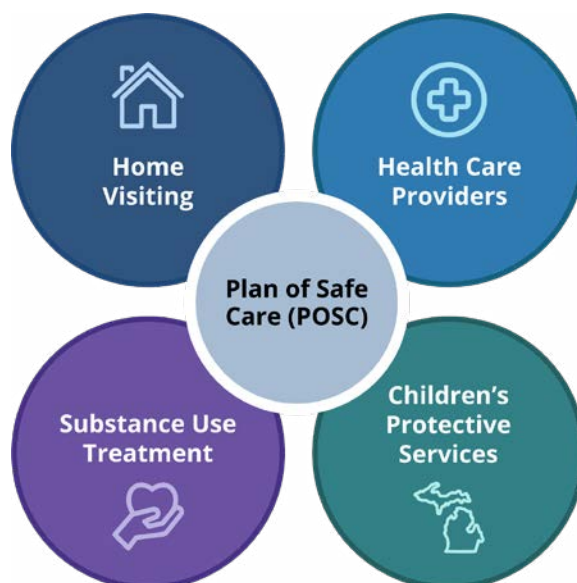 Home
Visiting
Health Care
Providers
Plan of Safe
Care (POSC)
Substance Use
Treatment
Children’s
Protective
Services